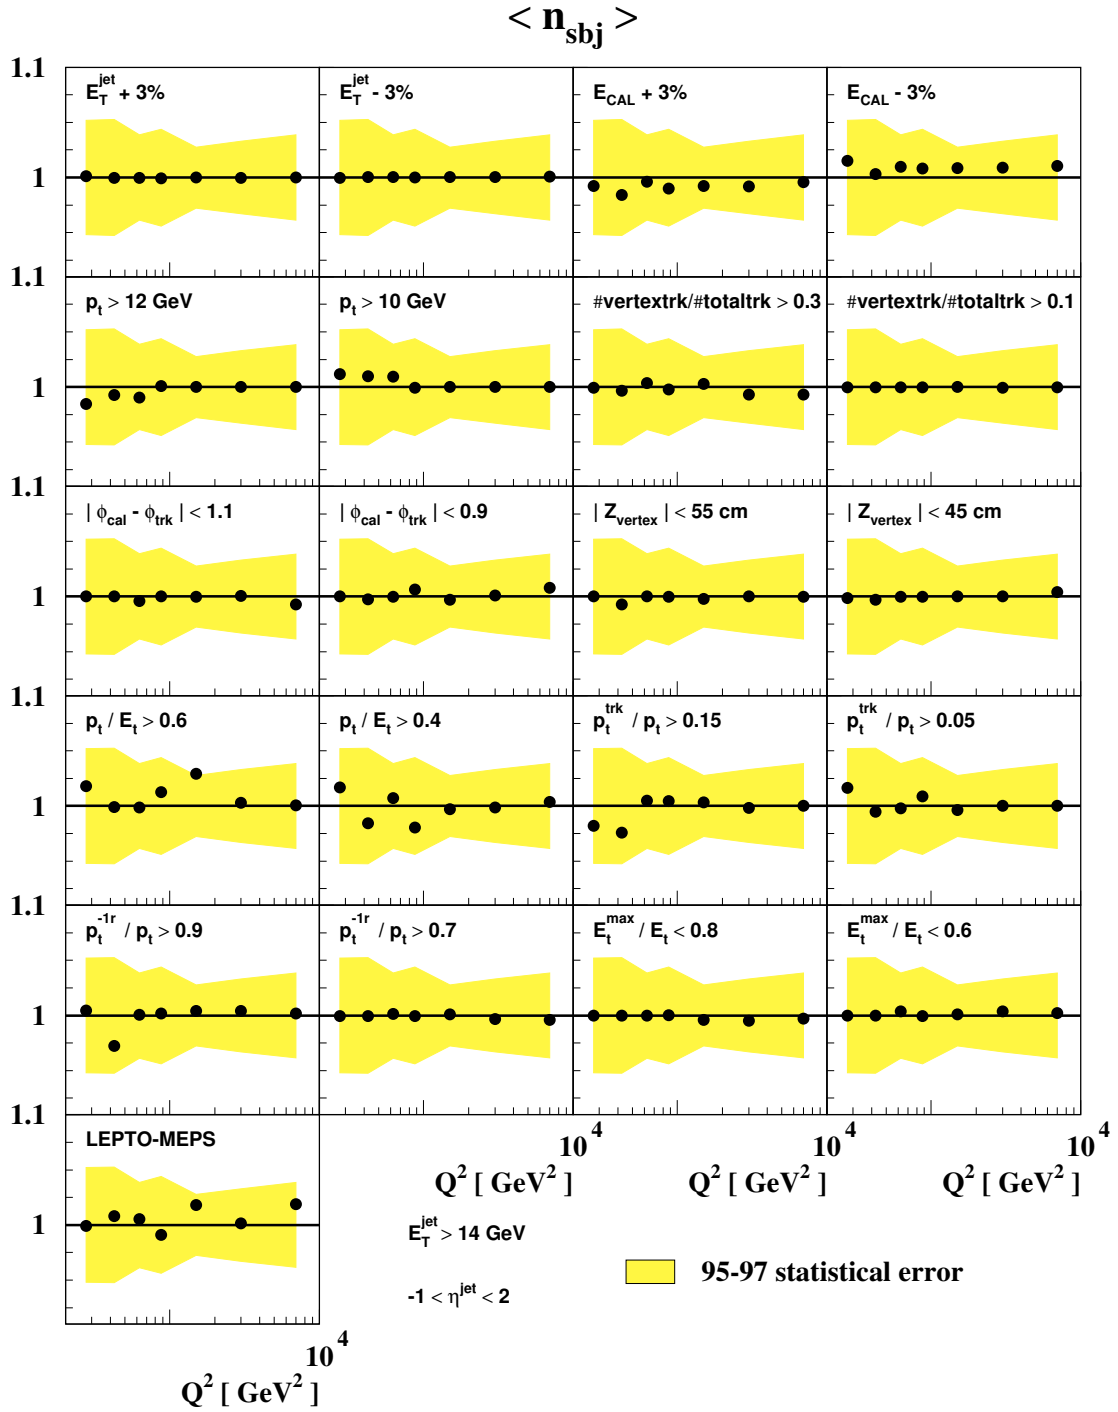 < n_sbj >
1.1
E_T^jet + 3%
E_T^jet - 3%
E_CAL + 3%
E_CAL - 3%
1
1.1
p_t > 12 GeV
p_t > 10 GeV
#vertextrk/#totaltrk > 0.3
#vertextrk/#totaltrk > 0.1
1
1.1
| ϕ_cal - ϕ_trk | < 1.1
| ϕ_cal - ϕ_trk | < 0.9
| Z_vertex | < 55 cm
| Z_vertex | < 45 cm
1
1.1
p_t / E_t > 0.6
p_t / E_t > 0.4
p_t^trk / p_t > 0.15
p_t^trk / p_t > 0.05
1
1.1
p_t^-1r / p_t > 0.9
p_t^-1r / p_t > 0.7
E_t^max / E_t < 0.8
E_t^max / E_t < 0.6
1
1.1
LEPTO-MEPS
10^4
10^4
10^4
Q^2 [ GeV^2 ]
Q^2 [ GeV^2 ]
Q^2 [ GeV^2 ]
1
E_T^jet > 14 GeV
95-97 statistical error
-1 < η^jet < 2
10^4
Q^2 [ GeV^2 ]